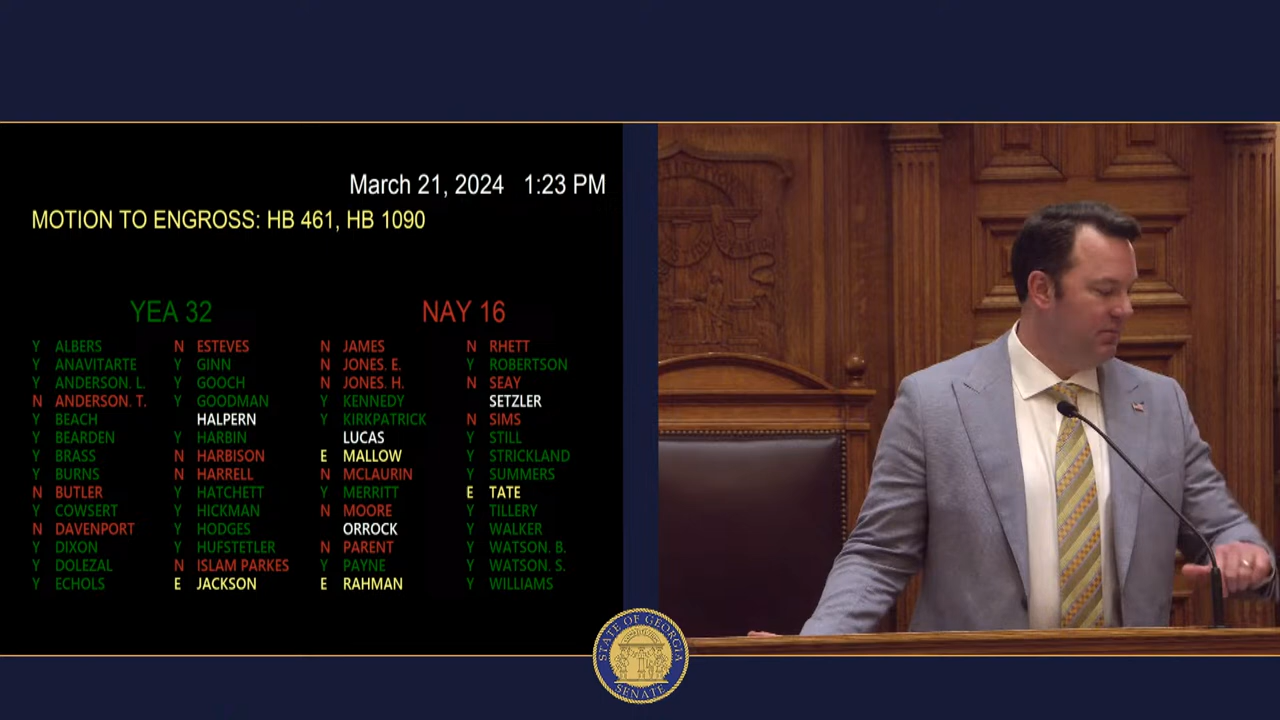 March 21, 2024 1:23 PM
MOTION TO ENGROSS: HB 461, HB 1090
YEA 32 NAY 16
Y ALBERS N ESTEVES N JAMES N RHETT
Y ANAVITARTE Y GINN N JONES. E. Y ROBERTSON
Y ANDERSON. L. Y GOOCH N JONES. H. N SEAY
N ANDERSON. T. Y GOODMAN Y KENNEDY SETZLER
Y BEACH HALPERN Y KIRKPATRICK N SIMS
Y BEARDEN Y HARBIN LUCAS Y STILL
Y BRASS N HARBISON E MALLOW Y STRICKLAND
Y BURNS N HARRELL N MCLAURIN Y SUMMERS
N BUTLER Y HATCHETT Y MERRITT E TATE
Y COWSERT Y HICKMAN N MOORE Y TILLERY
N DAVENPORT Y HODGES ORROCK Y WALKER
Y DIXON Y HUFSTETLER N PARENT Y WATSON. B.
Y DOLEZAL N ISLAM PARKES Y PAYNE Y WATSON. S.
Y ECHOLS E JACKSON E RAHMAN Y WILLIAMS
STATE OF GEORGIA
SENATE